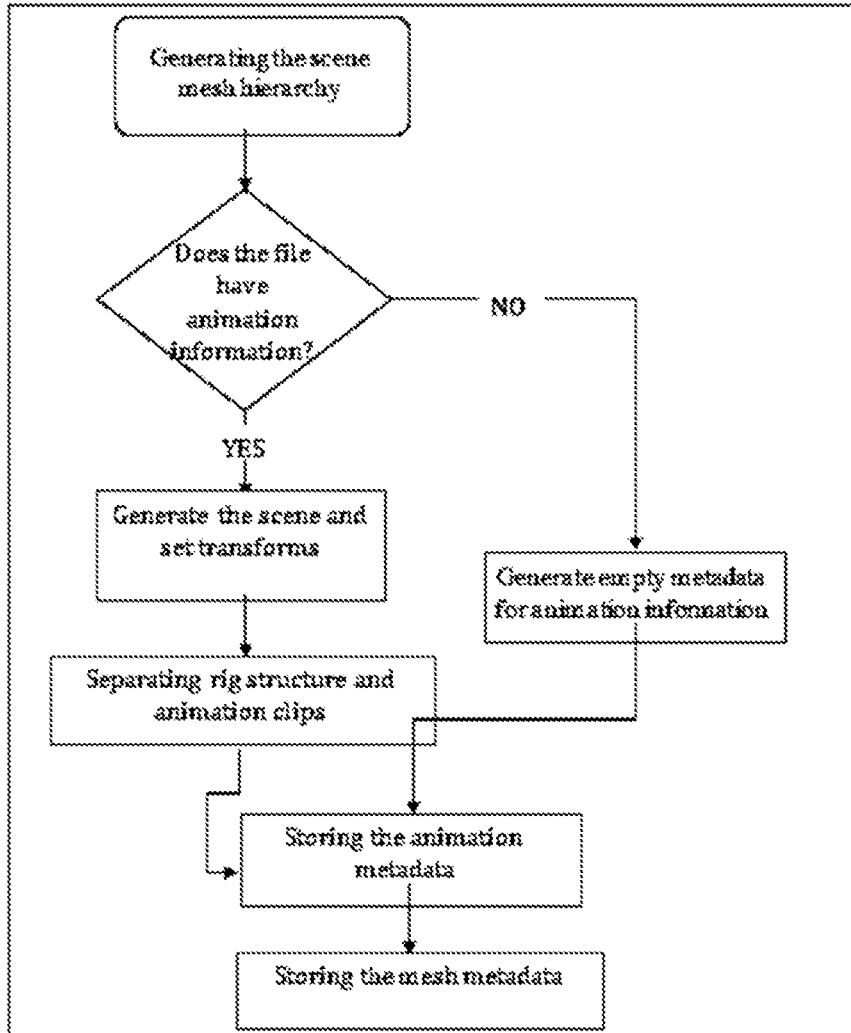 Generating the scene
mesh hierarchy
Does the file
have
animation
information?
NO
YES
Generate the scene and
set transforms
Generate empty metadata
for animation information
Separating rig structure and
animation clips
Storing the animation
metadata
Storing the mesh metadata